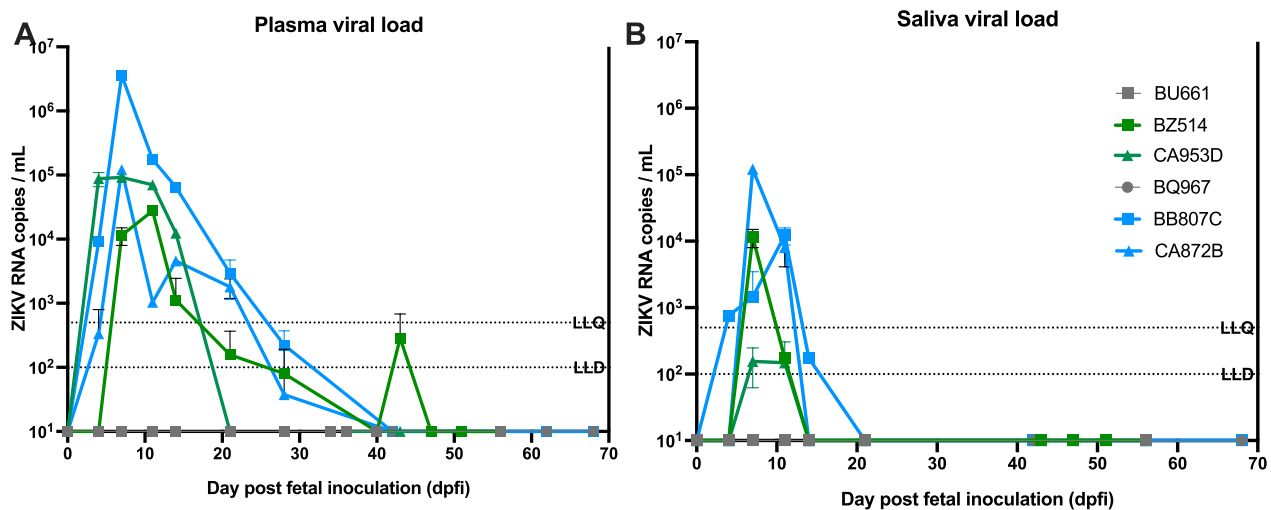 A
Plasma viral load
ZIKV RNA copies / mL
10^7
10^6
10^5
10^4
10^3
10^2
10^1
LLQ
LLD
0 10 20 30 40 50 60 70
Day post fetal inoculation (dpfi)
B
Saliva viral load
ZIKV RNA copies / mL
10^7
10^6
10^5
10^4
10^3
10^2
10^1
BU661
BZ514
CA953D
BQ967
BB807C
CA872B
LLQ
LLD
0 10 20 30 40 50 60 70
Day post fetal inoculation (dpfi)